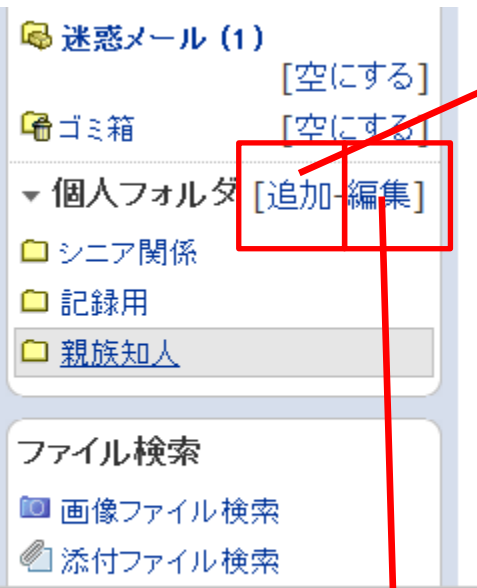 迷惑メール (1)
[空にする]
ゴミ箱 [空にする]
個人フォルダ [追加-編集]
シニア関係
記録用
親族知人
ファイル検索
画像ファイル検索
添付ファイル検索